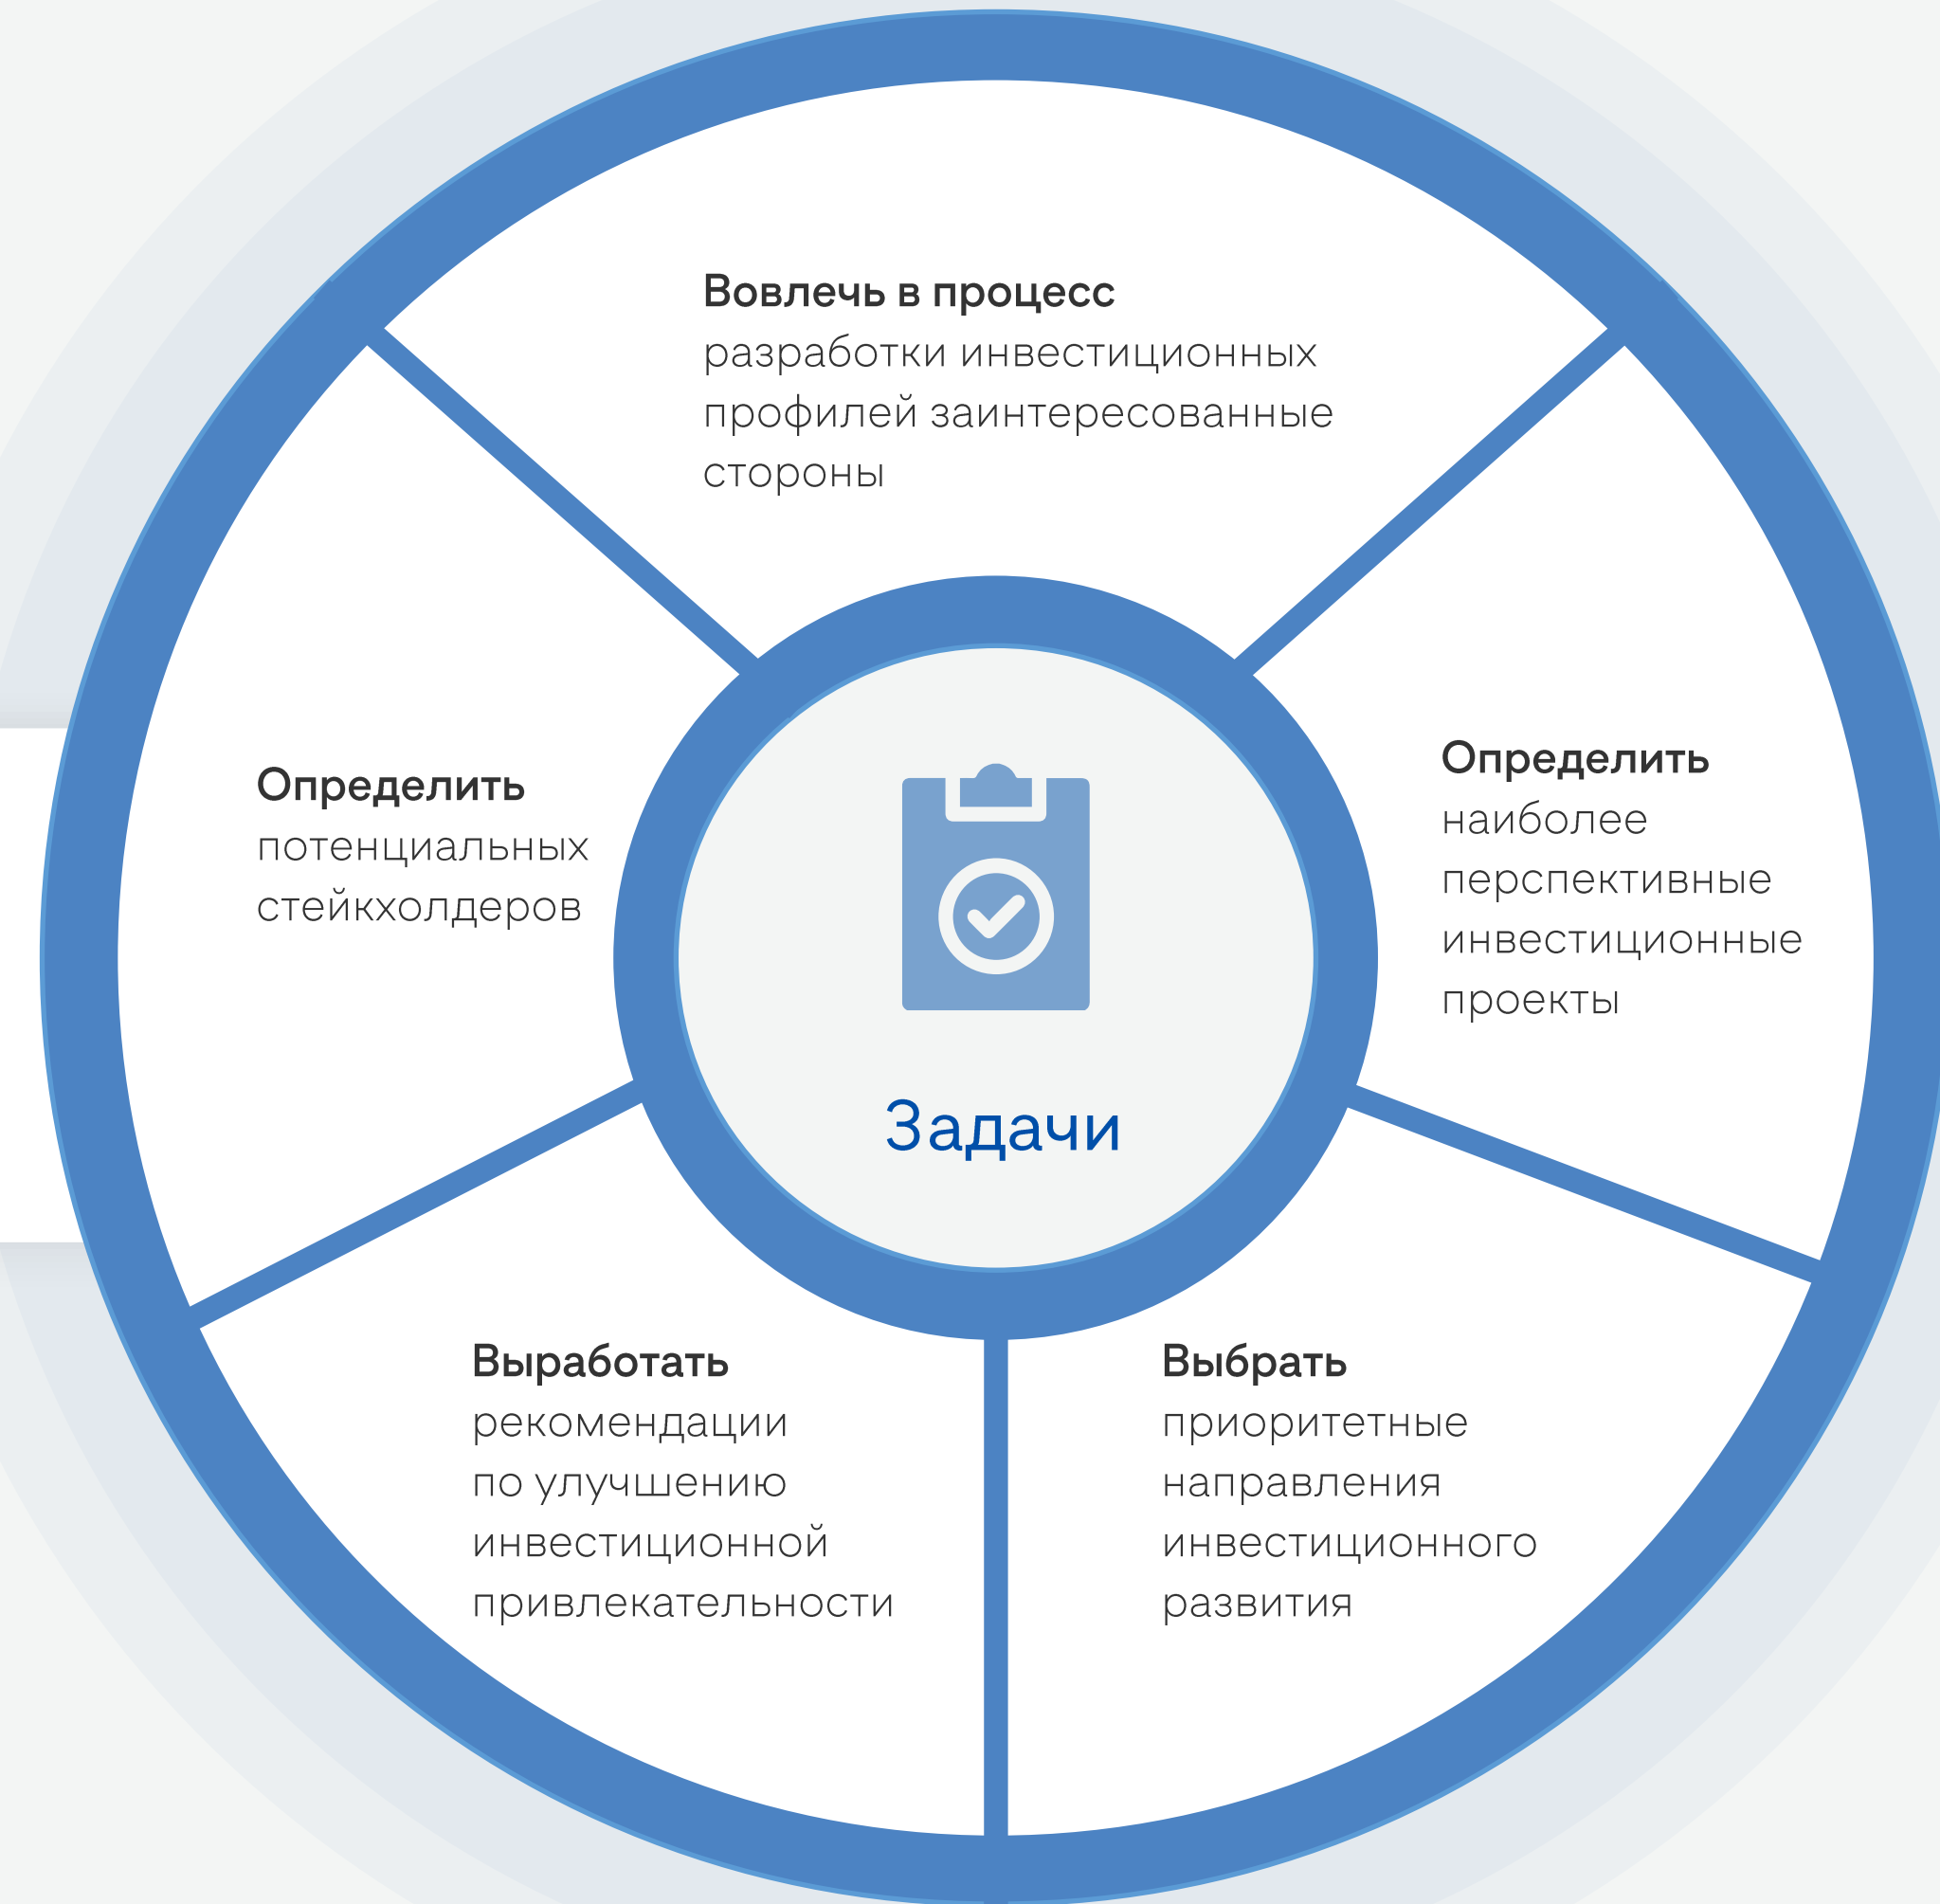 Вовлечь в процесс
разработки инвестиционных
профилей заинтересованные
стороны
Определить
потенциальных
стейкхолдеров
Определить
наиболее
перспективные
инвестиционные
проекты
Задачи
Выработать
рекомендации
по улучшению
инвестиционной
привлекательности
Выбрать
приоритетные
направления
инвестиционного
развития